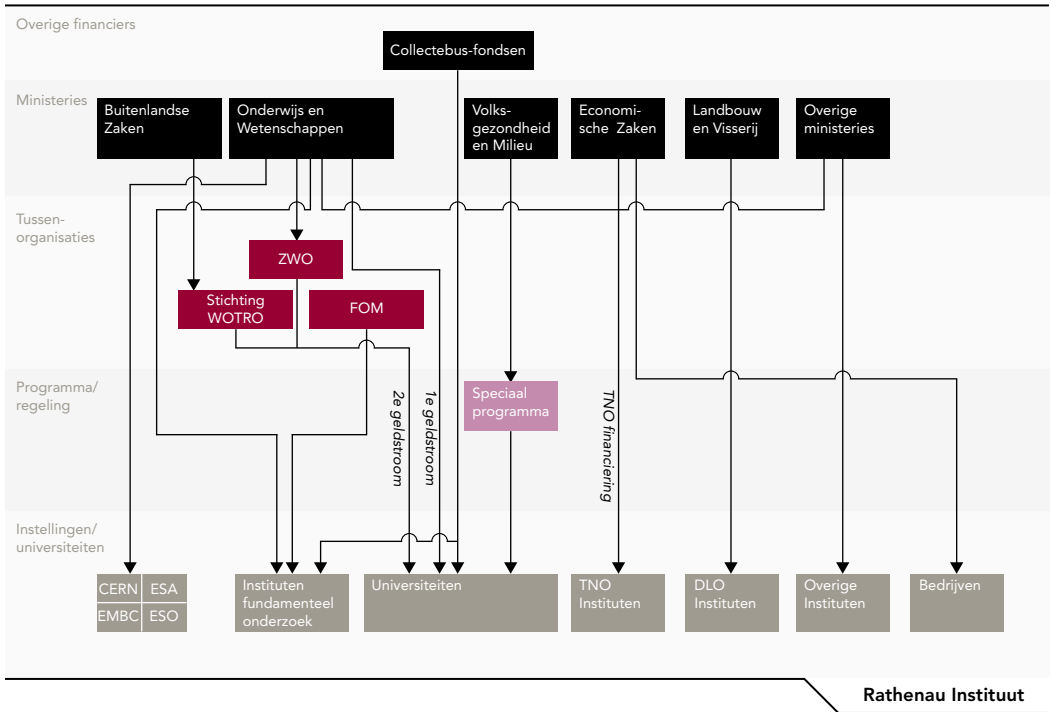 Overige financiers
Collectebus-fondsen
Ministeries
Buitenlandse
Zaken
Onderwijs en
Wetenschappen
Volks-
gezondheid
en Milieu
Economi-
sche Zaken
Landbouw
en Visserij
Overige
ministeries
Tussen-
organisaties
ZWO
Stichting
WOTRO
FOM
Programma/
regeling
2e geldstroom
1e geldstroom
Speciaal
programma
TNO financiering
Instellingen/
universiteiten
CERN
ESA
EMBC
ESO
Instituten
fundamenteel
onderzoek
Universiteiten
TNO
Instituten
DLO
Instituten
Overige
Instituten
Bedrijven
Rathenau Instituut